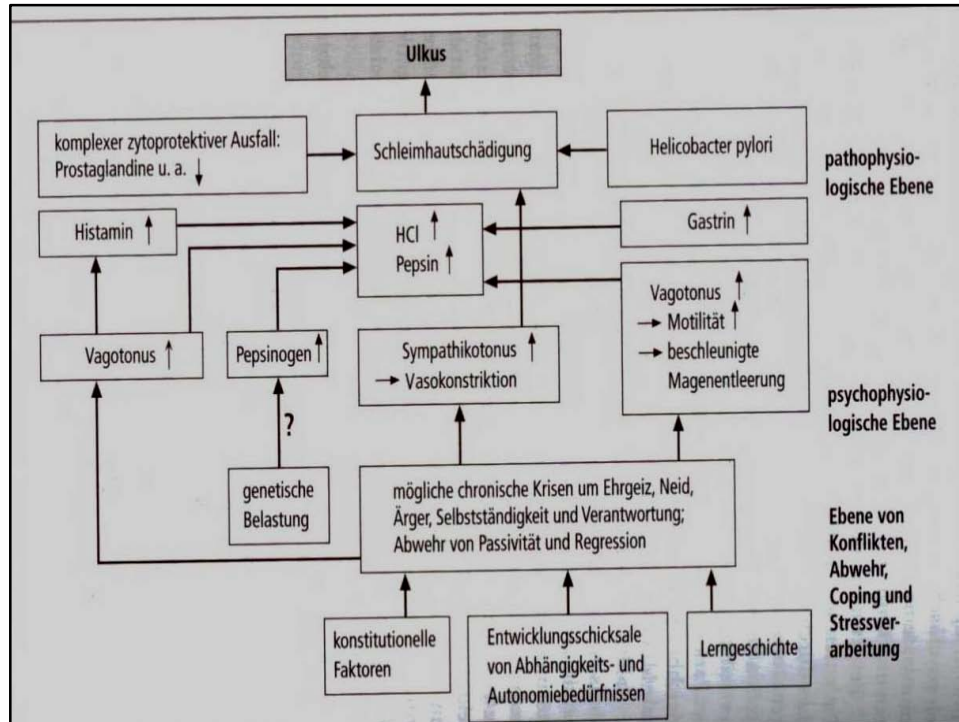 Ulkus
komplexer zytoprotektiver Ausfall:
Prostaglandine u. a. ↓
Schleimhautschädigung
Helicobacter pylori
pathophysio-
logische Ebene
Histamin ↑
HCl ↑
Pepsin ↑
Gastrin ↑
Vagotonus ↑
Pepsinogen ↑
Sympathikotonus ↑
→ Vasokonstriktion
Vagotonus ↑
→ Motilität ↑
→ beschleunigte
Magenentleerung
psychophysio-
logische Ebene
?
genetische
Belastung
mögliche chronische Krisen um Ehrgeiz, Neid,
Ärger, Selbstständigkeit und Verantwortung;
Abwehr von Passivität und Regression
Ebene von
Konflikten,
Abwehr,
Coping und
Stressver-
arbeitung
konstitutionelle
Faktoren
Entwicklungsschicksale
von Abhängigkeits- und
Autonomiebedürfnissen
Lerngeschichte